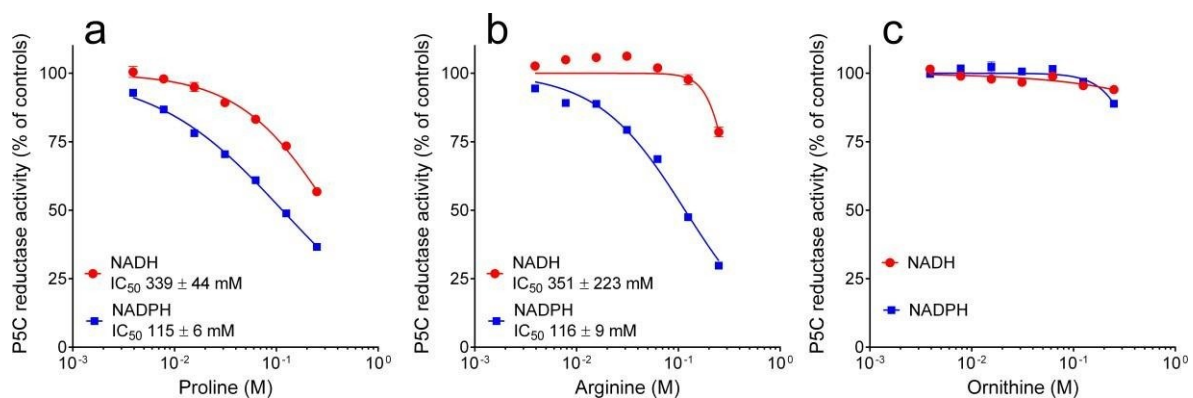 a
P5C reductase activity (% of controls)
100
75
50
25
NADH
IC50 339 ± 44 mM
NADPH
IC50 115 ± 6 mM
10-3 10-2 10-1 100
Proline (M)
b
P5C reductase activity (% of controls)
100
75
50
25
NADH
IC50 351 ± 223 mM
NADPH
IC50 116 ± 9 mM
10-3 10-2 10-1 100
Arginine (M)
c
P5C reductase activity (% of controls)
100
75
50
25
NADH
NADPH
10-3 10-2 10-1 100
Ornithine (M)